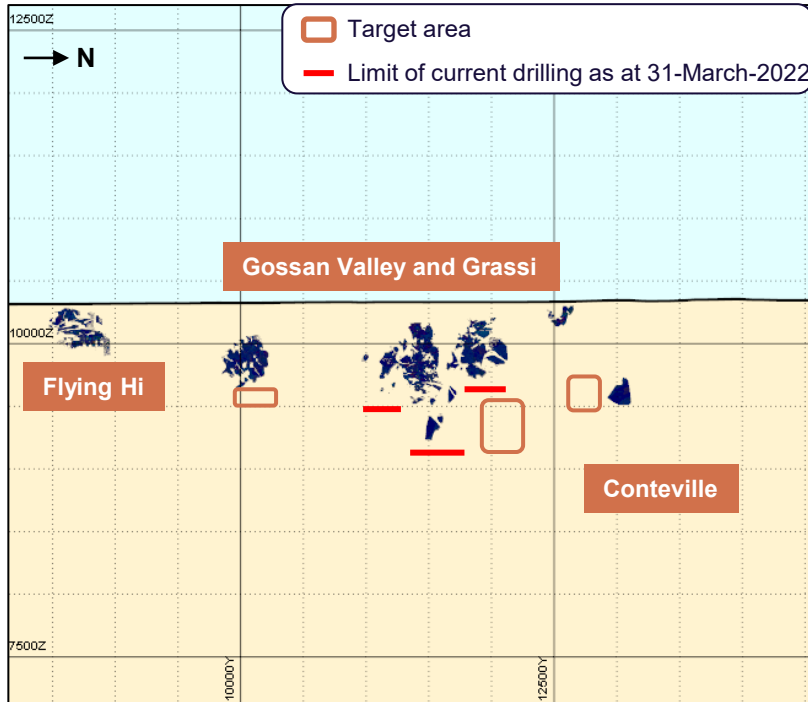 12500Z
Target area
N
Limit of current drilling as at 31-March-2022
Gossan Valley and Grassi
10000Z
Flying Hi
Conteville
7500Z
10000Y
12500Y